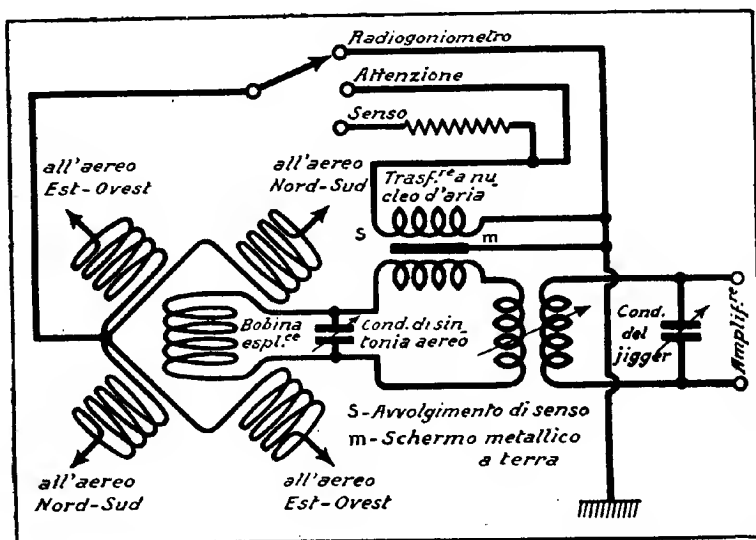 Radiogoniometro
Attenzione
Senso
all'aereo
Est-Ovest
all'aereo
Nord-Sud
Trasf.re a nu_
cleo d'aria
S
m
Bobina
espl.ce
Cond. di sin_
tonia aereo
Cond.
del
jigger
Amplif.re
S-Avvolgimento di senso
m-Schermo metallico
a terra
all'aereo
Nord-Sud
all'aereo
Est-Ovest